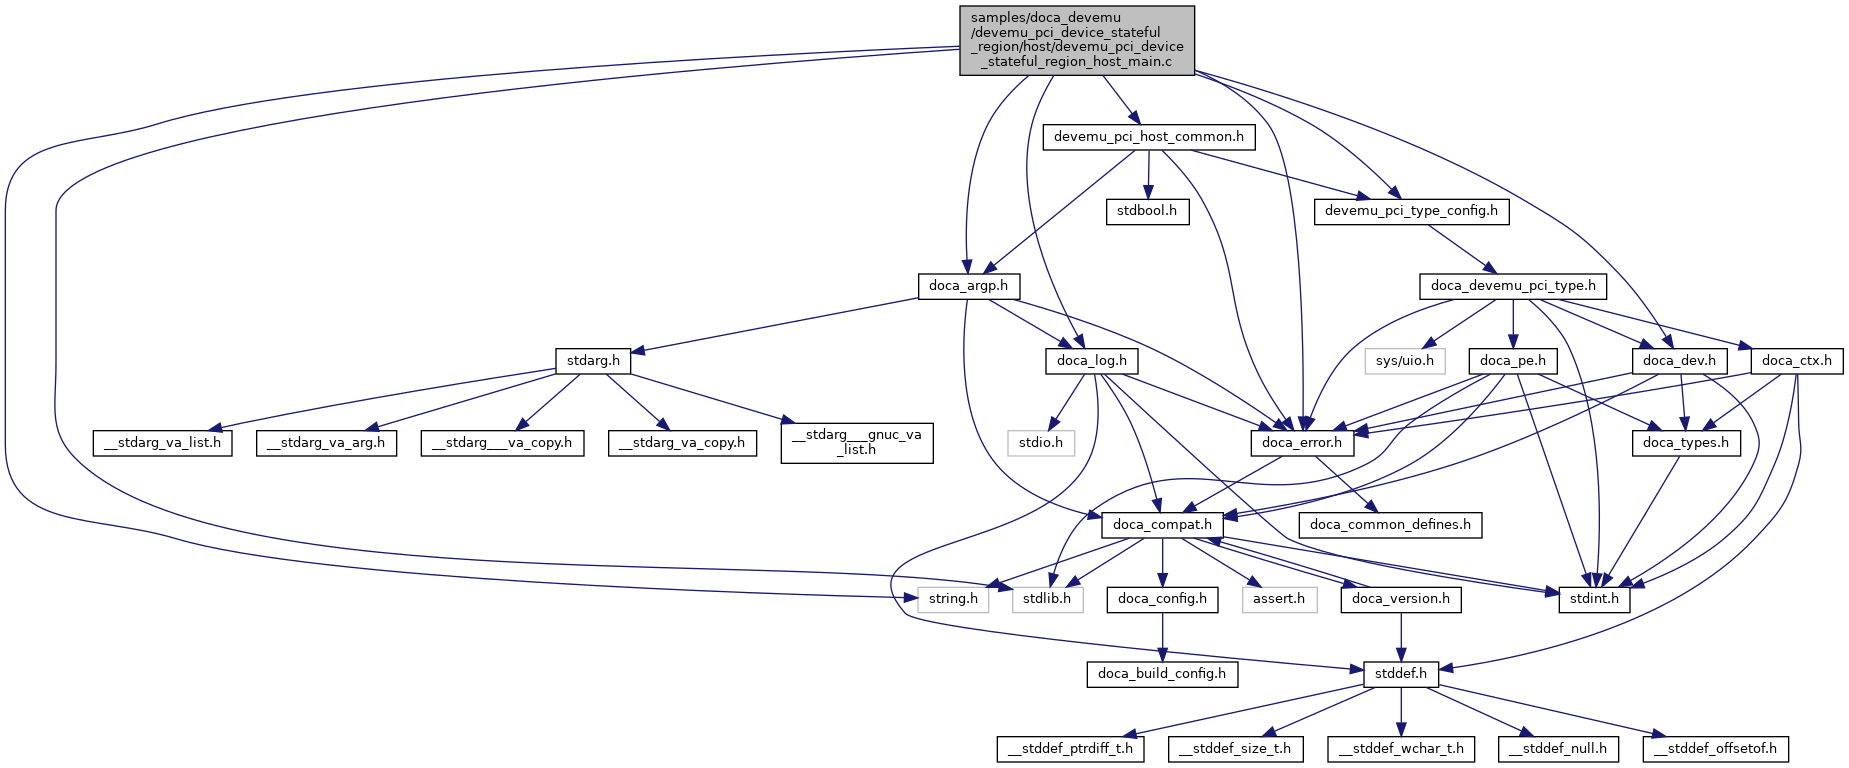 samples/doca_devemu
/devemu_pci_device_stateful
_region/host/devemu_pci_device
_stateful_region_host_main.c
devemu_pci_host_common.h
stdbool.h
devemu_pci_type_config.h
doca_argp.h
doca_devemu_pci_type.h
stdarg.h
doca_log.h
sys/uio.h
doca_pe.h
doca_dev.h
doca_ctx.h
__stdarg_va_list.h
__stdarg_va_arg.h
__stdarg___va_copy.h
__stdarg_va_copy.h
__stdarg___gnuc_va
_list.h
stdio.h
doca_error.h
doca_types.h
doca_compat.h
doca_common_defines.h
string.h
stdlib.h
doca_config.h
assert.h
doca_version.h
stdint.h
doca_build_config.h
stddef.h
__stddef_ptrdiff_t.h
__stddef_size_t.h
__stddef_wchar_t.h
__stddef_null.h
__stddef_offsetof.h